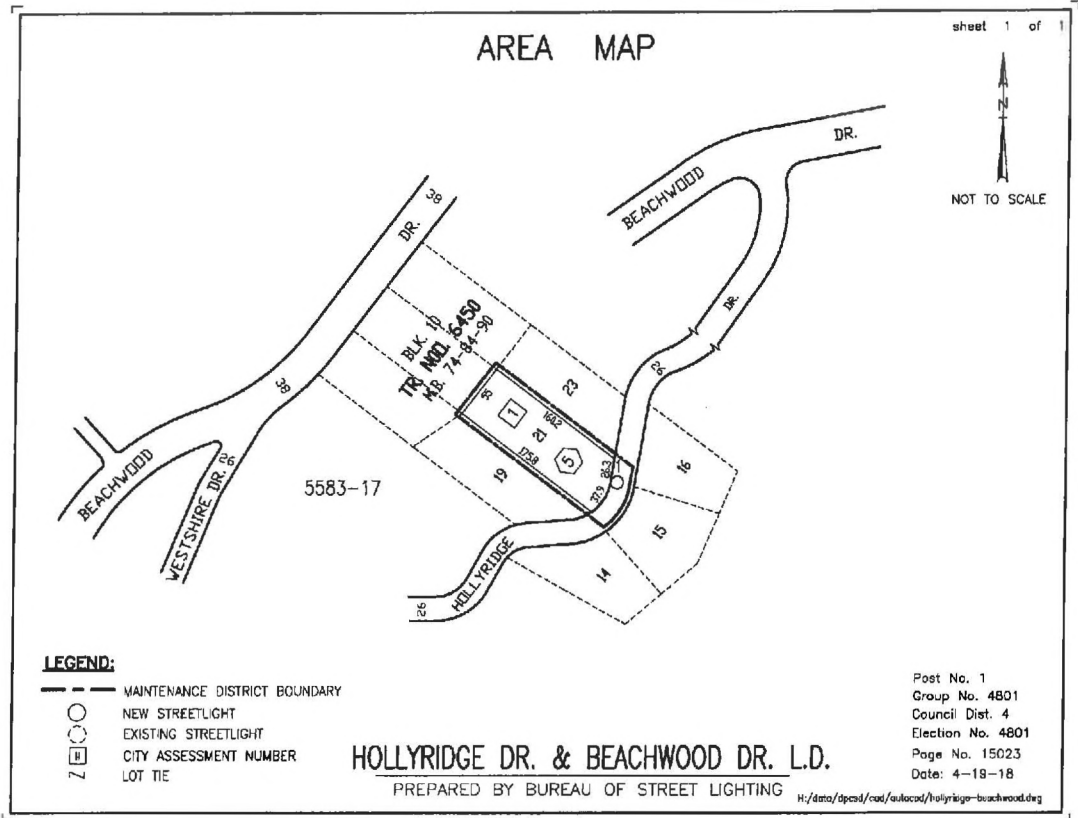 sheet 1 of 1
AREA MAP
N
NOT TO SCALE
BEACHWOOD DR.
DR.
38
DR.
BLK. 10
TR. NOO. 6450
M.B. 74-84-90
38
26
BEACHWOOD
WESTSHIRE DR.
26
5583-17
23
55
1
160.2
21
175.8
5
26.3
37.9
19
16
15
14
HOLLYRIDGE
26
LEGEND:
MAINTENANCE DISTRICT BOUNDARY
NEW STREETLIGHT
EXISTING STREETLIGHT
# CITY ASSESSMENT NUMBER
LOT TIE
HOLLYRIDGE DR. & BEACHWOOD DR. L.D.
PREPARED BY BUREAU OF STREET LIGHTING
Post No. 1
Group No. 4801
Council Dist. 4
Election No. 4801
Page No. 15023
Date: 4-19-18
H:/data/dpcsd/cad/autocad/hollyridge-beachwood.dwg